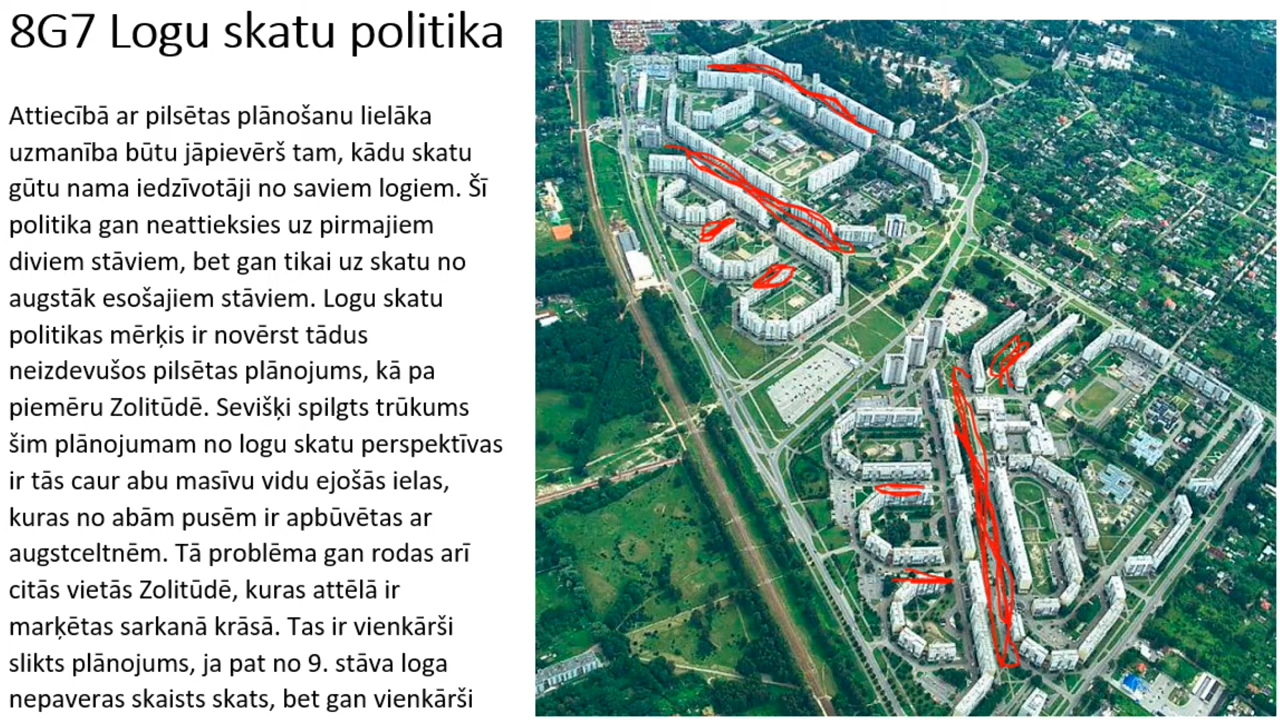 8G7 Logu skatu politika
Attiecībā ar pilsētas plānošanu lielāka
uzmanība būtu jāpievērš tam, kādu skatu
gūtu nama iedzīvotāji no saviem logiem. Šī
politika gan neattieksies uz pirmajiem
diviem stāviem, bet gan tikai uz skatu no
augstāk esošajiem stāviem. Logu skatu
politikas mērķis ir novērst tādus
neizdevušos pilsētas plānojums, kā pa
piemēru Zolitūdē. Sevišķi spilgts trūkums
šim plānojumam no logu skatu perspektīvas
ir tās caur abu masīvu vidu ejošās ielas,
kuras no abām pusēm ir apbūvētas ar
augstceltnēm. Tā problēma gan rodas arī
citās vietās Zolitūdē, kuras attēlā ir
marķētas sarkanā krāsā. Tas ir vienkārši
slikts plānojums, ja pat no 9. stāva loga
nepaveras skaists skats, bet gan vienkārši